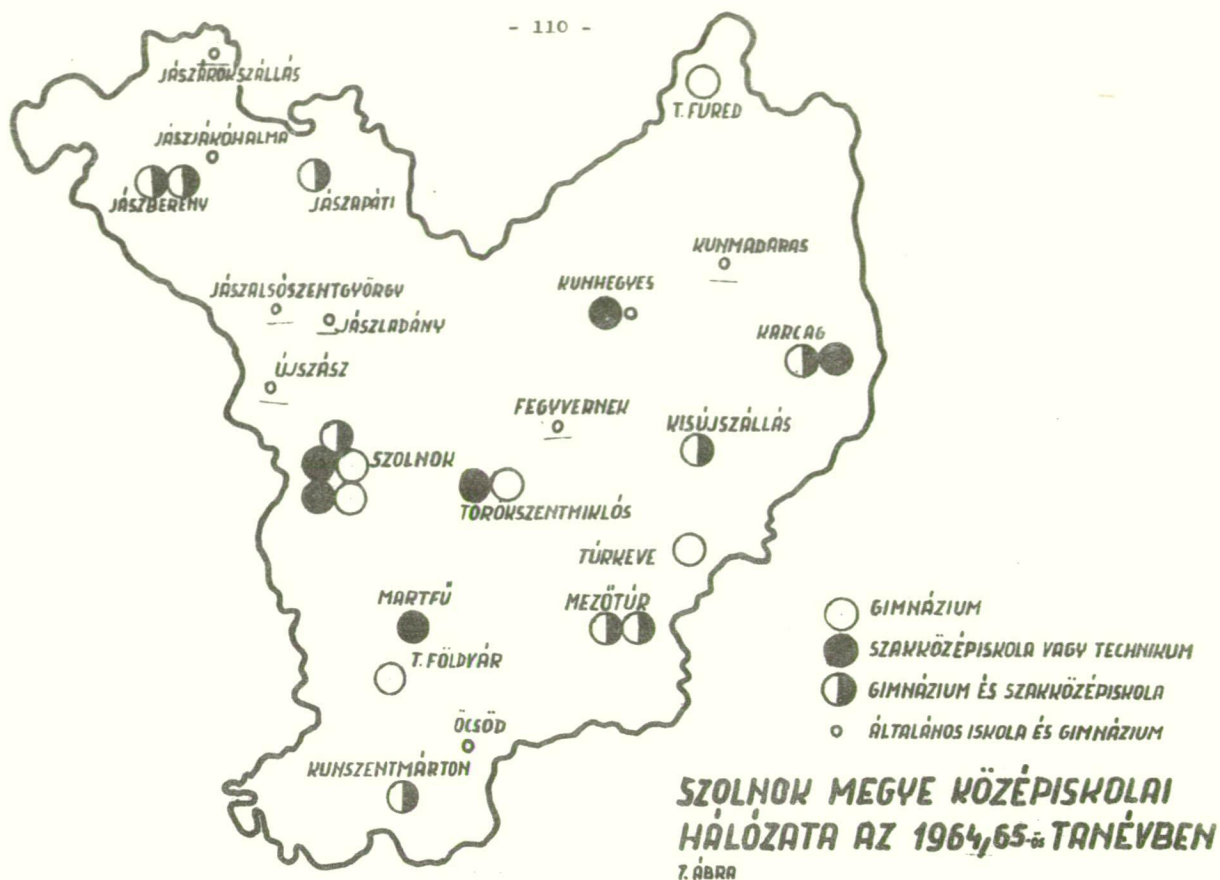 - 110 -
JÁSZÁROKSZÁLLÁS
T. FÜRED
JÁSZJÁKÓHALMA
JÁSZBERÉNY
JÁSZAPÁTI
KUNMADARAS
JÁSZALSÓSZENTGYÖRGY
KUNHEGYES
JÁSZLADÁNY
KARCAG
ÚJSZÁSZ
FEGYVERNEK
KISÚJSZÁLLÁS
SZOLNOK
TÖRÖKSZENTMIKLÓS
TÚRKEVE
MARTFŰ
MEZŐTÚR
T. FÖLDVÁR
ÖCSÖD
KUNSZENTMÁRTON
GIMNÁZIUM
SZAKKÖZÉPISKOLA VAGY TECHNIKUM
GIMNÁZIUM ÉS SZAKKÖZÉPISKOLA
ÁLTALÁNOS ISKOLA ÉS GIMNÁZIUM
SZOLNOK MEGYE KÖZÉPISKOLAI
HÁLÓZATA AZ 1964/65-ös TANÉVBEN
7. ÁBRA